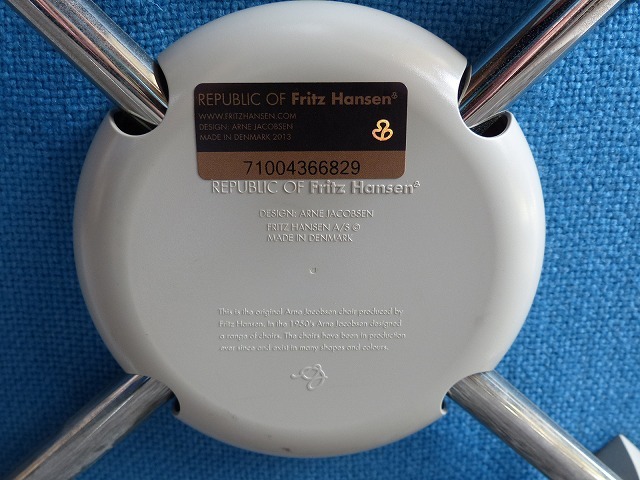 REPUBLIC OF Fritz Hansen
WWW.FRITZHANSEN.COM
DESIGN: ARNE JACOBSEN
MADE IN DENMARK 2013
71004366829
REPUBLIC OF Fritz Hansen
DESIGN: ARNE JACOBSEN
FRITZ HANSEN A/S ©
MADE IN DENMARK
This is the original Arne Jacobsen chair produced by
Fritz Hansen. In the 1950's Arne Jacobsen designed
a range of chairs. The chairs have been in production
ever since and exist in many shapes and colours.